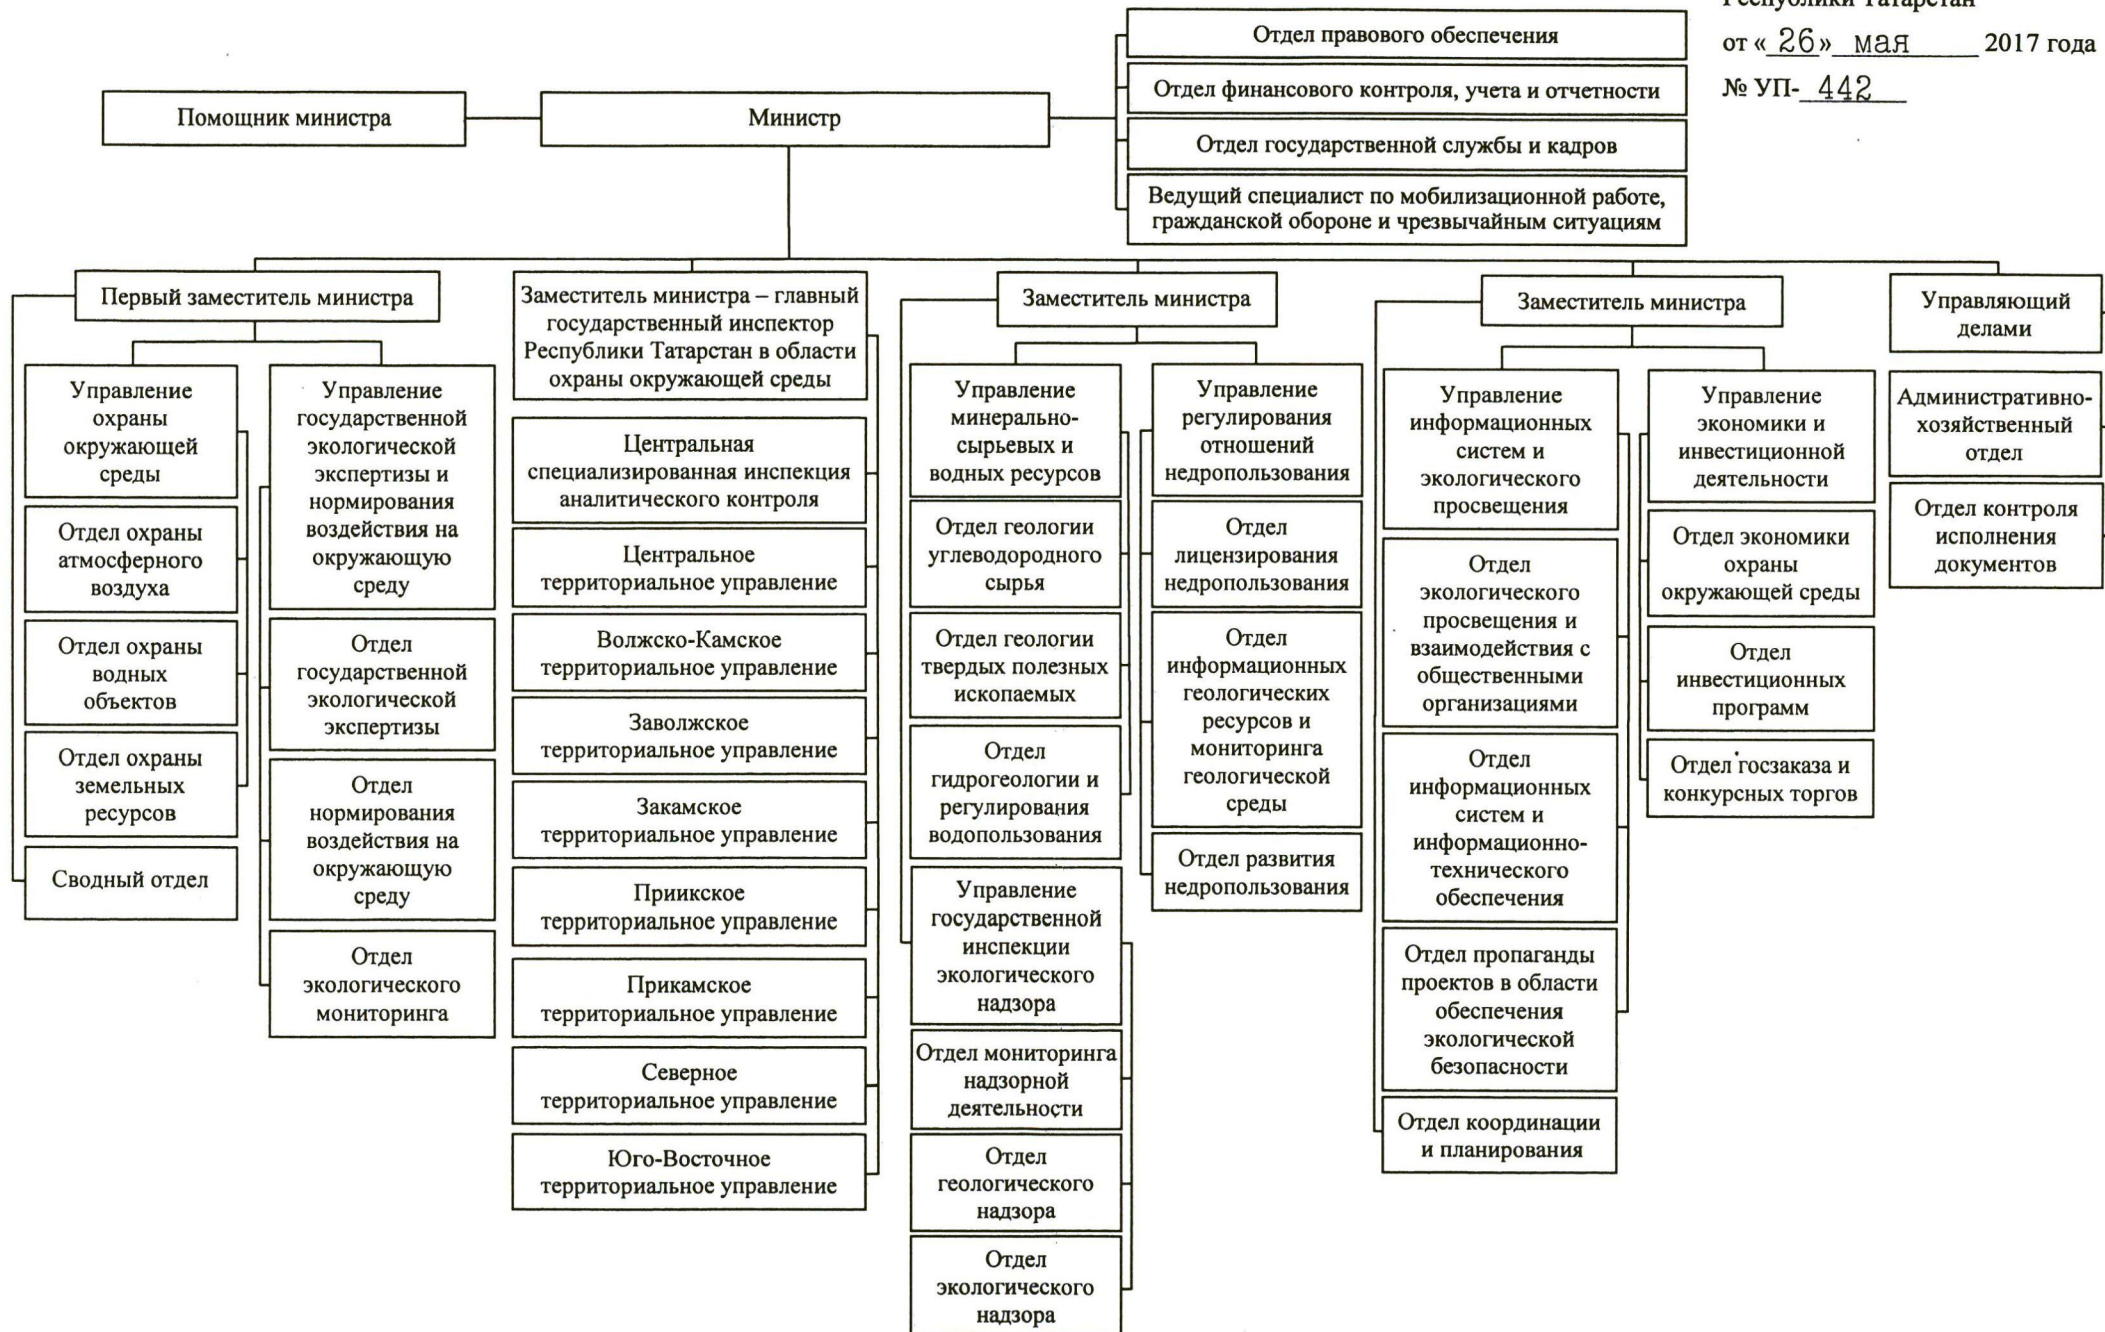 Республики Татарстан
от « 26 » мая 2017 года
№ УП- 442
Отдел правового обеспечения
Отдел финансового контроля, учета и отчетности
Отдел государственной службы и кадров
Ведущий специалист по мобилизационной работе,
гражданской обороне и чрезвычайным ситуациям
Помощник министра
Министр
Первый заместитель министра
Управление
охраны
окружающей
среды
Отдел охраны
атмосферного
воздуха
Отдел охраны
водных
объектов
Отдел охраны
земельных
ресурсов
Сводный отдел
Управление
государственной
экологической
экспертизы и
нормирования
воздействия на
окружающую
среду
Отдел
государственной
экологической
экспертизы
Отдел
нормирования
воздействия на
окружающую
среду
Отдел
экологического
мониторинга
Заместитель министра – главный
государственный инспектор
Республики Татарстан в области
охраны окружающей среды
Центральная
специализированная инспекция
аналитического контроля
Центральное
территориальное управление
Волжско-Камское
территориальное управление
Заволжское
территориальное управление
Закамское
территориальное управление
Приикское
территориальное управление
Прикамское
территориальное управление
Северное
территориальное управление
Юго-Восточное
территориальное управление
Заместитель министра
Управление
минерально-
сырьевых и
водных ресурсов
Отдел геологии
углеводородного
сырья
Отдел геологии
твердых полезных
ископаемых
Отдел
гидрогеологии и
регулирования
водопользования
Управление
государственной
инспекции
экологического
надзора
Отдел мониторинга
надзорной
деятельности
Отдел
геологического
надзора
Отдел
экологического
надзора
Управление
регулирования
отношений
недропользования
Отдел
лицензирования
недропользования
Отдел
информационных
геологических
ресурсов и
мониторинга
геологической
среды
Отдел развития
недропользования
Заместитель министра
Управление
информационных
систем и
экологического
просвещения
Отдел
экологического
просвещения и
взаимодействия с
общественными
организациями
Отдел
информационных
систем и
информационно-
технического
обеспечения
Отдел пропаганды
проектов в области
обеспечения
экологической
безопасности
Отдел координации
и планирования
Управление
экономики и
инвестиционной
деятельности
Отдел экономики
охраны
окружающей среды
Отдел
инвестиционных
программ
Отдел госзаказа и
конкурсных торгов
Управляющий
делами
Административно-
хозяйственный
отдел
Отдел контроля
исполнения
документов